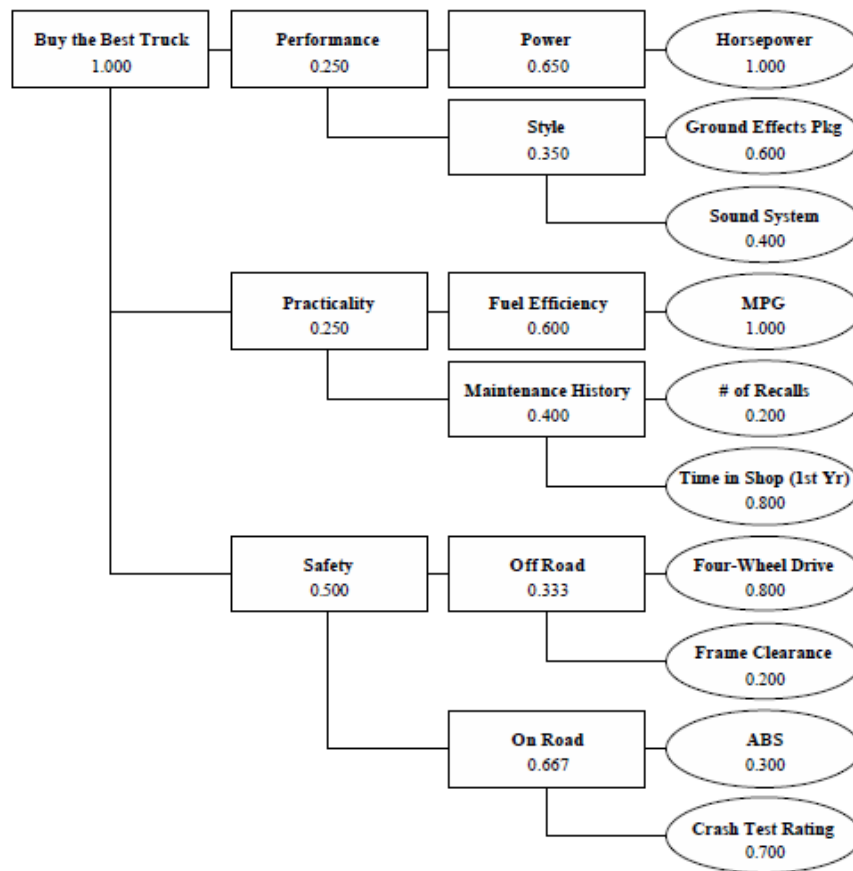 Buy the Best Truck
1.000
Performance
0.250
Power
0.650
Horsepower
1.000
Style
0.350
Ground Effects Pkg
0.600
Sound System
0.400
Practicality
0.250
Fuel Efficiency
0.600
MPG
1.000
Maintenance History
0.400
# of Recalls
0.200
Time in Shop (1st Yr)
0.800
Safety
0.500
Off Road
0.333
Four-Wheel Drive
0.800
Frame Clearance
0.200
On Road
0.667
ABS
0.300
Crash Test Rating
0.700